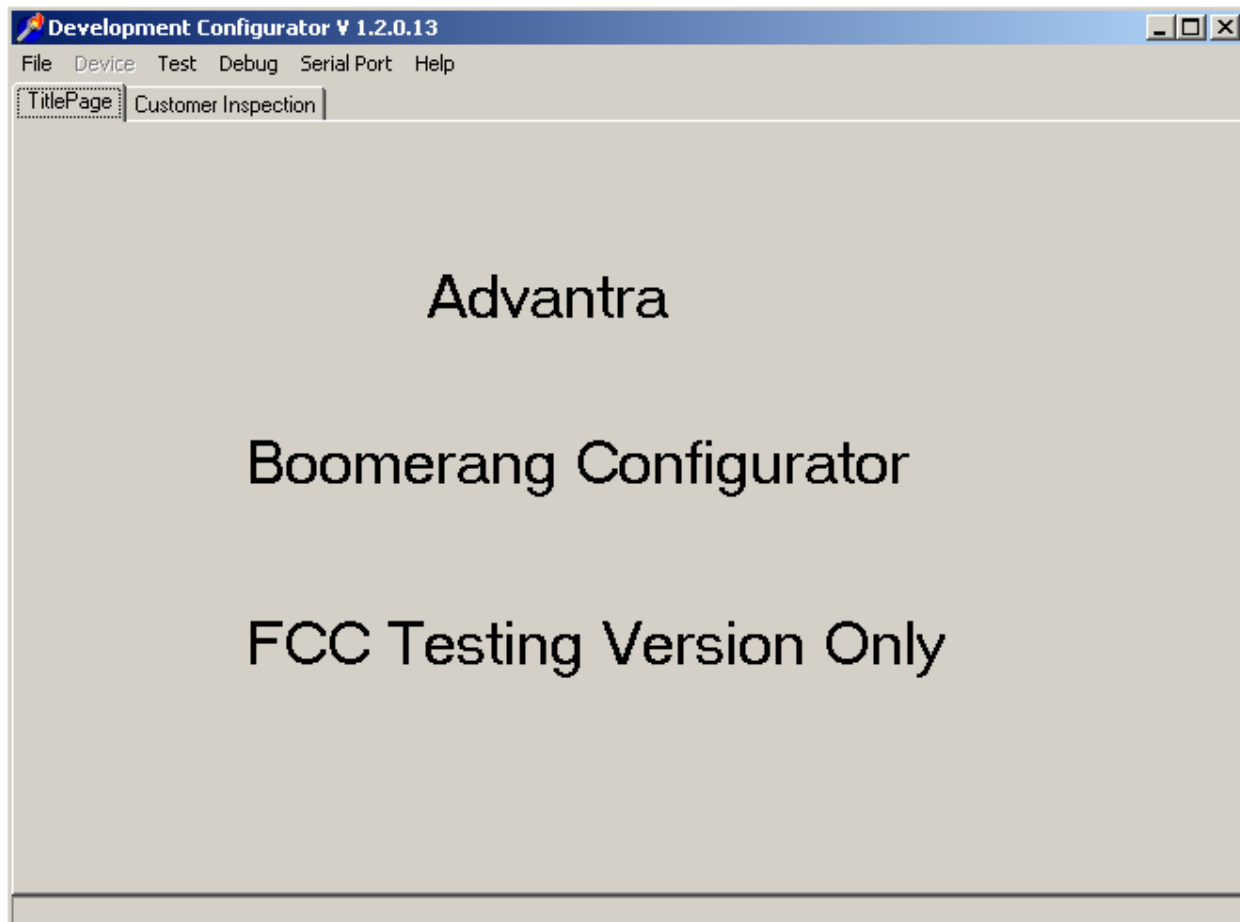 Development Configurator V 1.2.0.13
File Device Test Debug Serial Port Help
TitlePage Customer Inspection
Advantra
Boomerang Configurator
FCC Testing Version Only